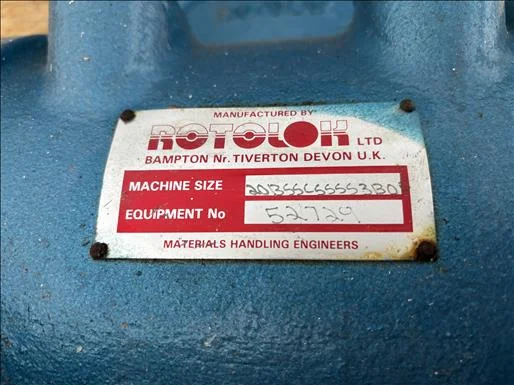 MANUFACTURED BY
ROTOLOK LTD
BAMPTON Nr. TIVERTON DEVON U.K.
MACHINE SIZE
EQUIPMENT No 52729
MATERIALS HANDLING ENGINEERS